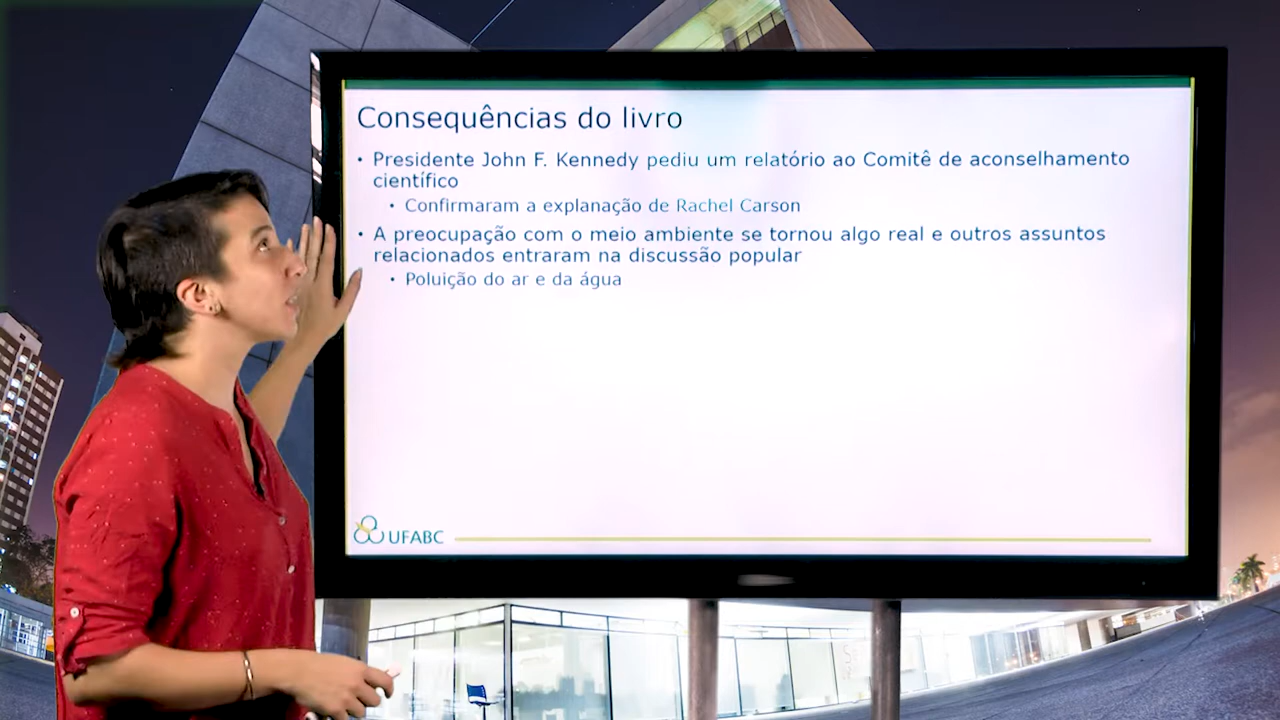 Consequências do livro
• Presidente John F. Kennedy pediu um relatório ao Comitê de aconselhamento
científico
• Confirmaram a explanação de Rachel Carson
• A preocupação com o meio ambiente se tornou algo real e outros assuntos
relacionados entraram na discussão popular
• Poluição do ar e da água
UFABC